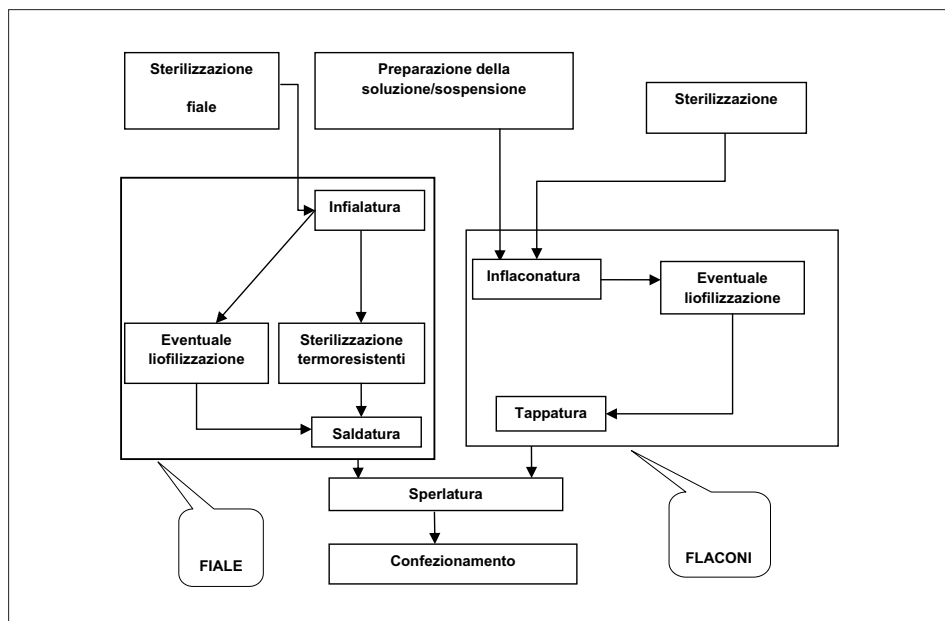 Sterilizzazione
fiale
Preparazione della
soluzione/sospensione
Sterilizzazione
Infialatura
Inflaconatura
Eventuale
liofilizzazione
Eventuale
liofilizzazione
Sterilizzazione
termoresistenti
Tappatura
Saldatura
Sperlatura
Confezionamento
FIALE
FLACONI